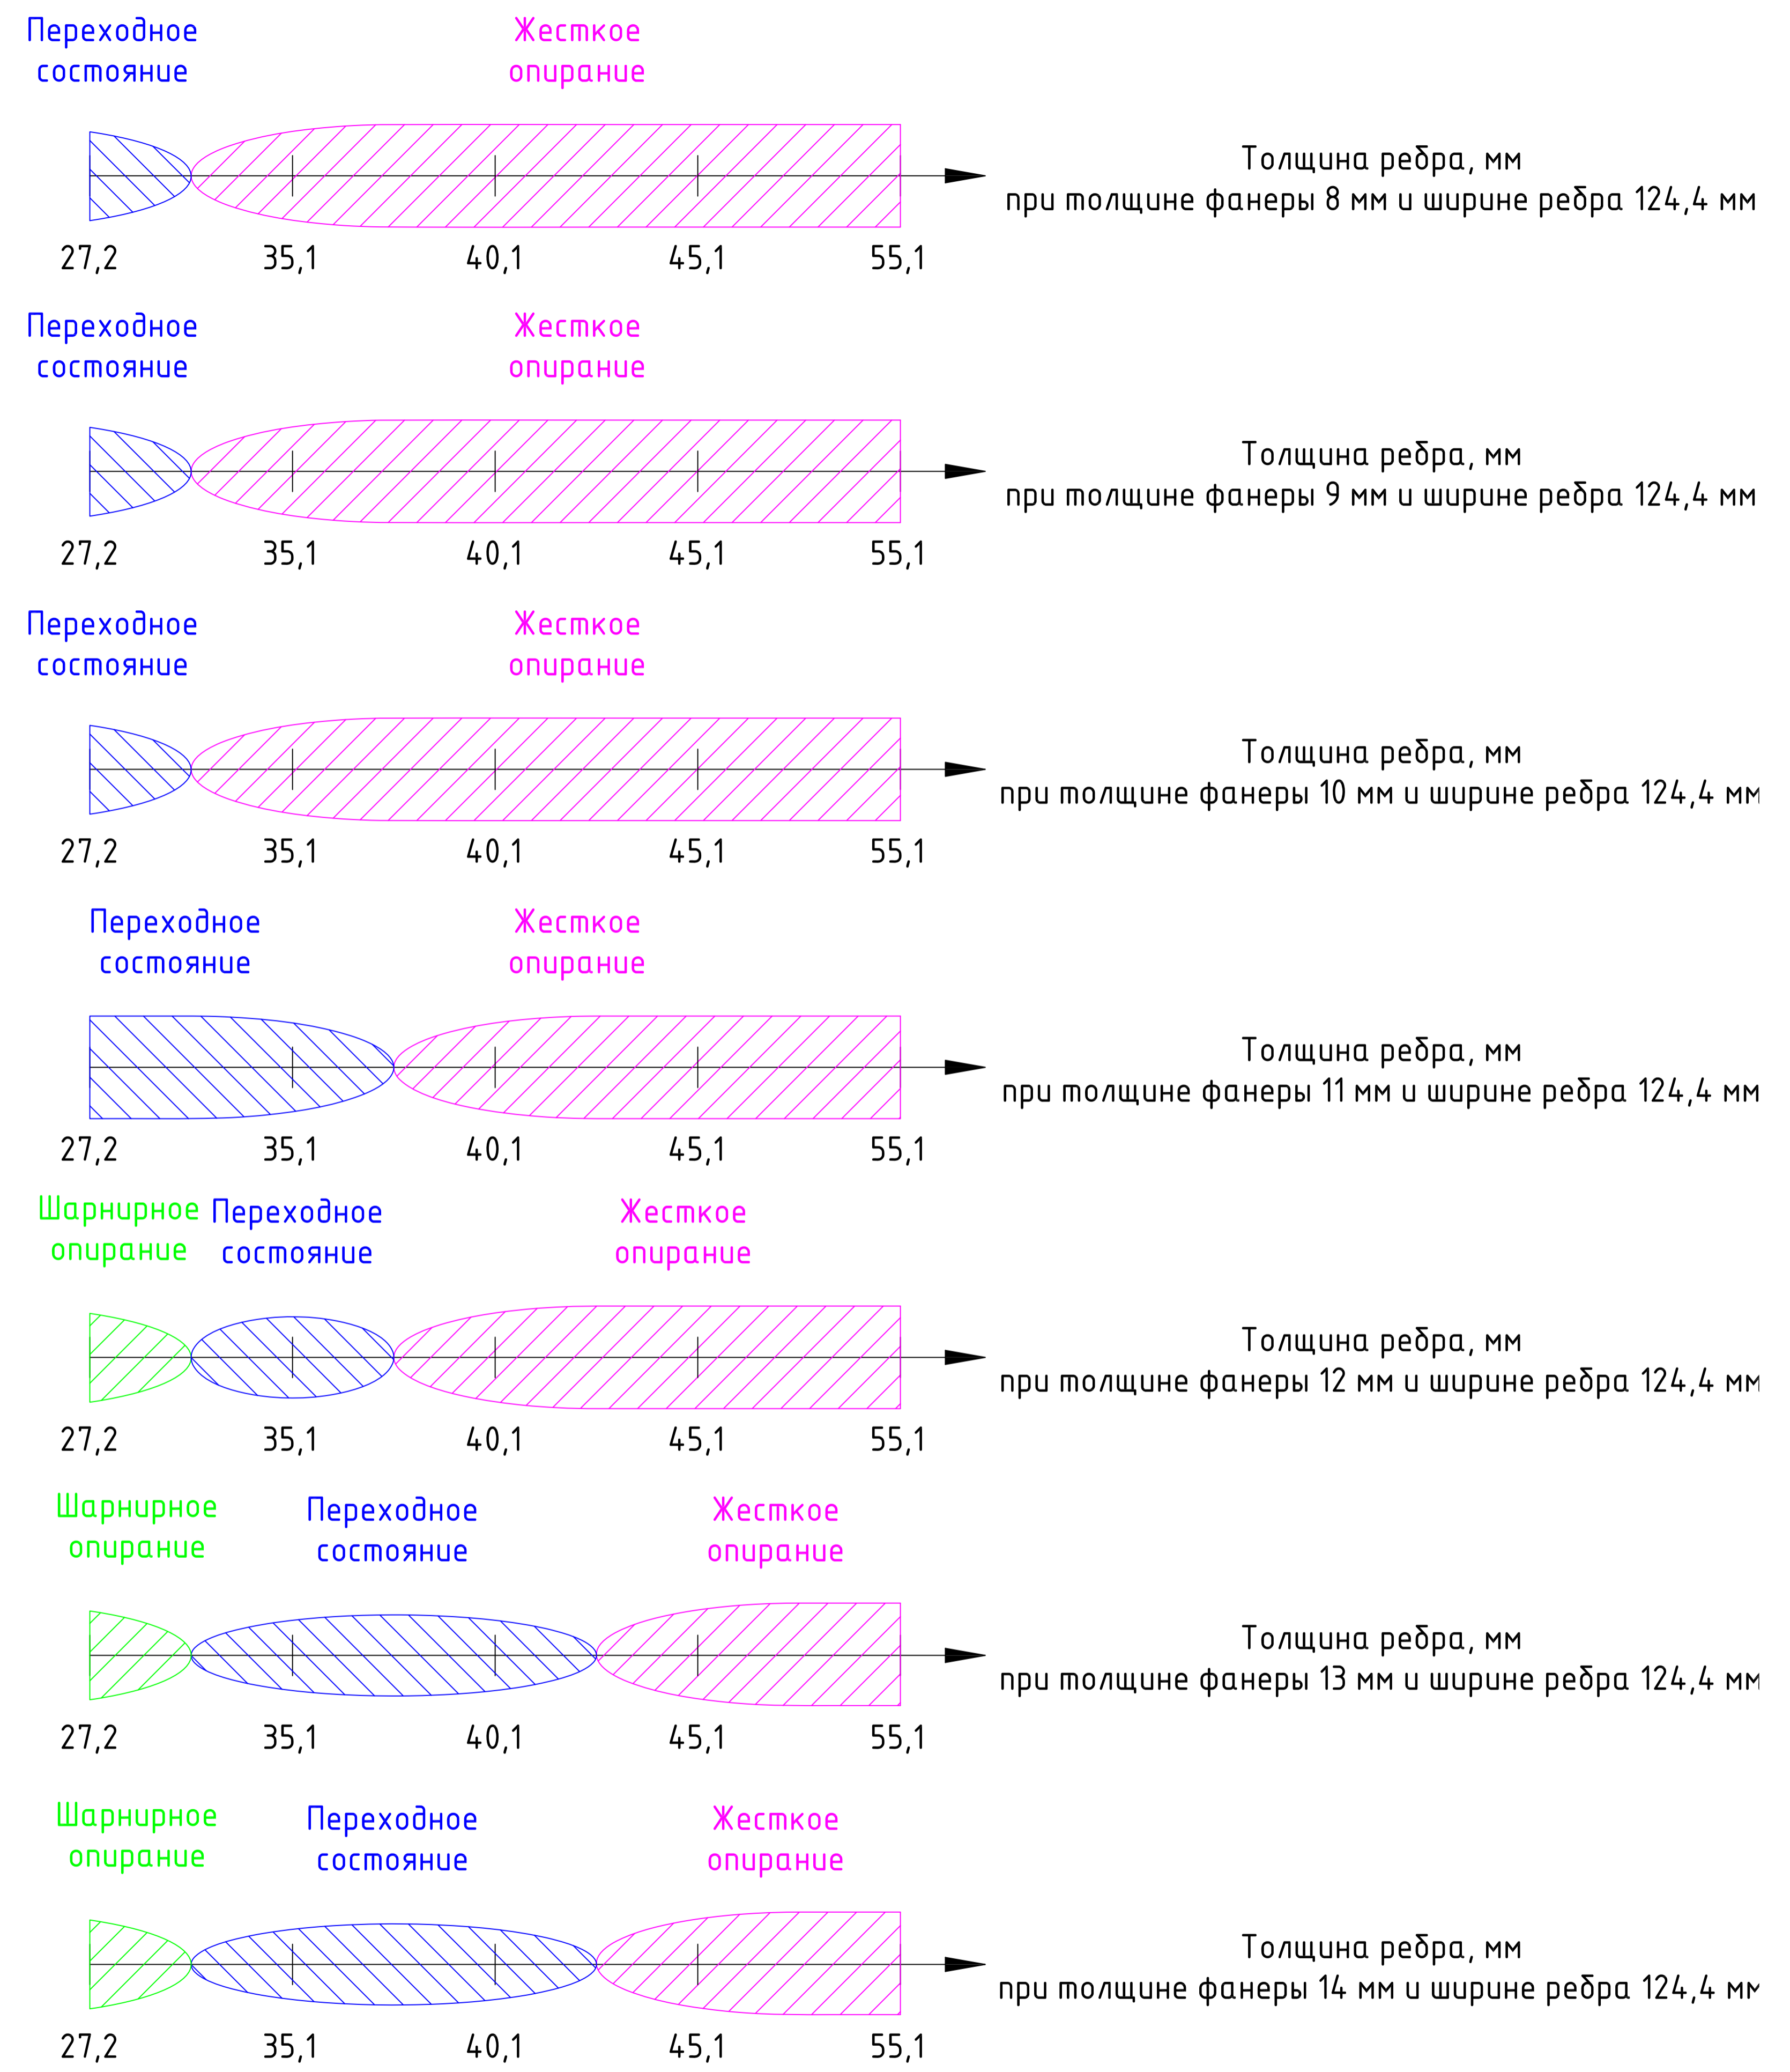 Переходное
состояние
Жесткое
опирание
Толщина ребра, мм
при толщине фанеры 8 мм и ширине ребра 124,4 мм
27,2 35,1 40,1 45,1 55,1
Переходное
состояние
Жесткое
опирание
Толщина ребра, мм
при толщине фанеры 9 мм и ширине ребра 124,4 мм
27,2 35,1 40,1 45,1 55,1
Переходное
состояние
Жесткое
опирание
Толщина ребра, мм
при толщине фанеры 10 мм и ширине ребра 124,4 мм
27,2 35,1 40,1 45,1 55,1
Переходное
состояние
Жесткое
опирание
Толщина ребра, мм
при толщине фанеры 11 мм и ширине ребра 124,4 мм
27,2 35,1 40,1 45,1 55,1
Шарнирное
опирание
Переходное
состояние
Жесткое
опирание
Толщина ребра, мм
при толщине фанеры 12 мм и ширине ребра 124,4 мм
27,2 35,1 40,1 45,1 55,1
Шарнирное
опирание
Переходное
состояние
Жесткое
опирание
Толщина ребра, мм
при толщине фанеры 13 мм и ширине ребра 124,4 мм
27,2 35,1 40,1 45,1 55,1
Шарнирное
опирание
Переходное
состояние
Жесткое
опирание
Толщина ребра, мм
при толщине фанеры 14 мм и ширине ребра 124,4 мм
27,2 35,1 40,1 45,1 55,1